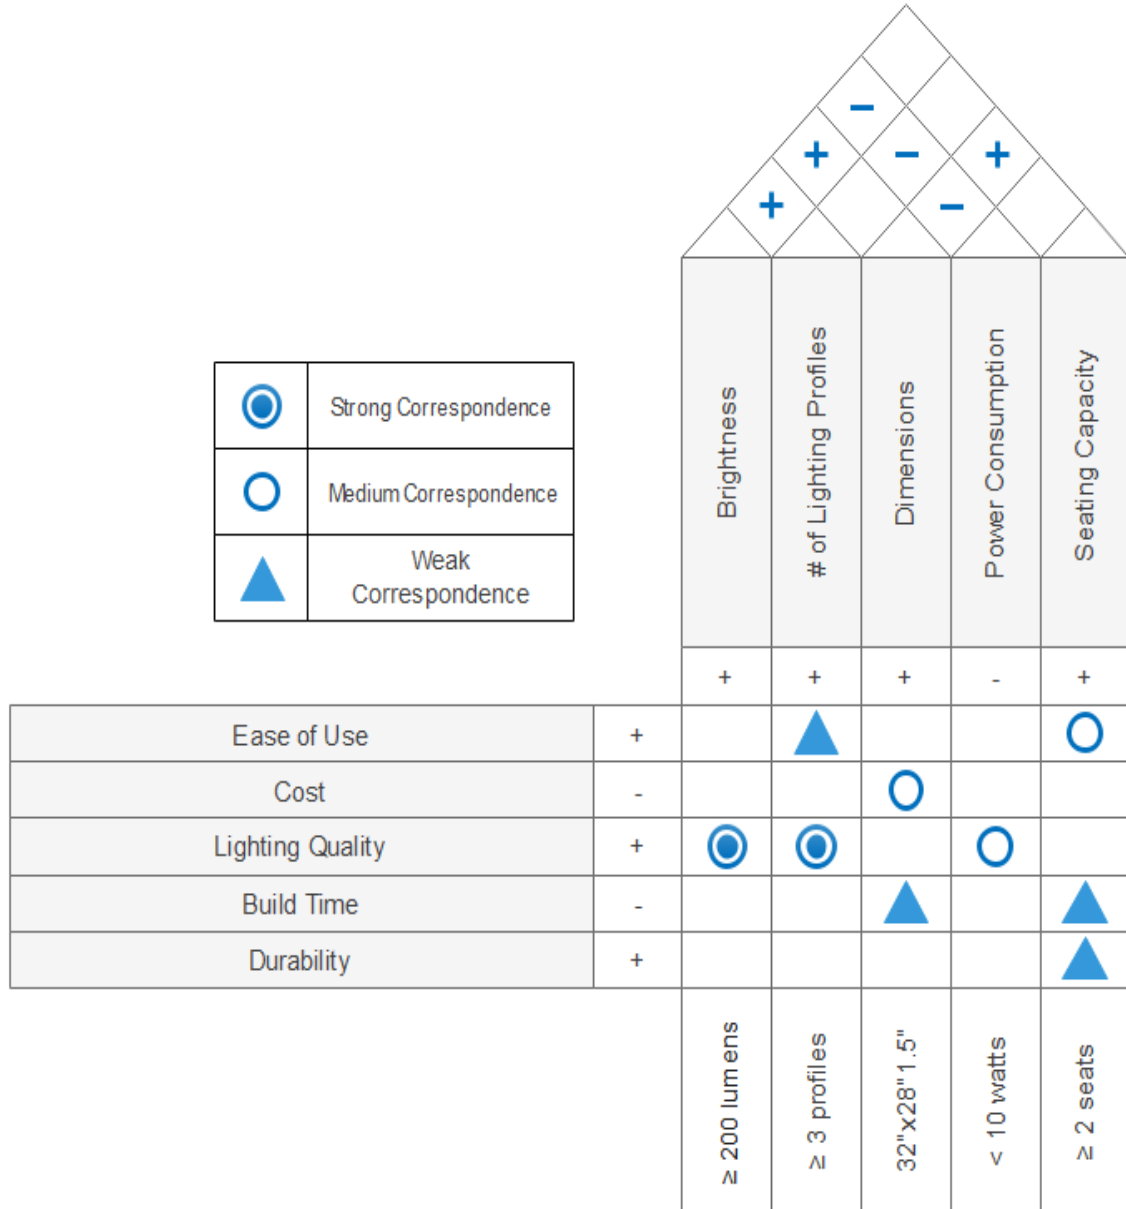 −
+ − +
+ −
Strong Correspondence
Medium Correspondence
Weak
Correspondence
Brightness
# of Lighting Profiles
Dimensions
Power Consumption
Seating Capacity
+ + + - +
Ease of Use +
Cost -
Lighting Quality +
Build Time -
Durability +
≥ 200 lumens
≥ 3 profiles
32"x28"1.5"
< 10 watts
≥ 2 seats